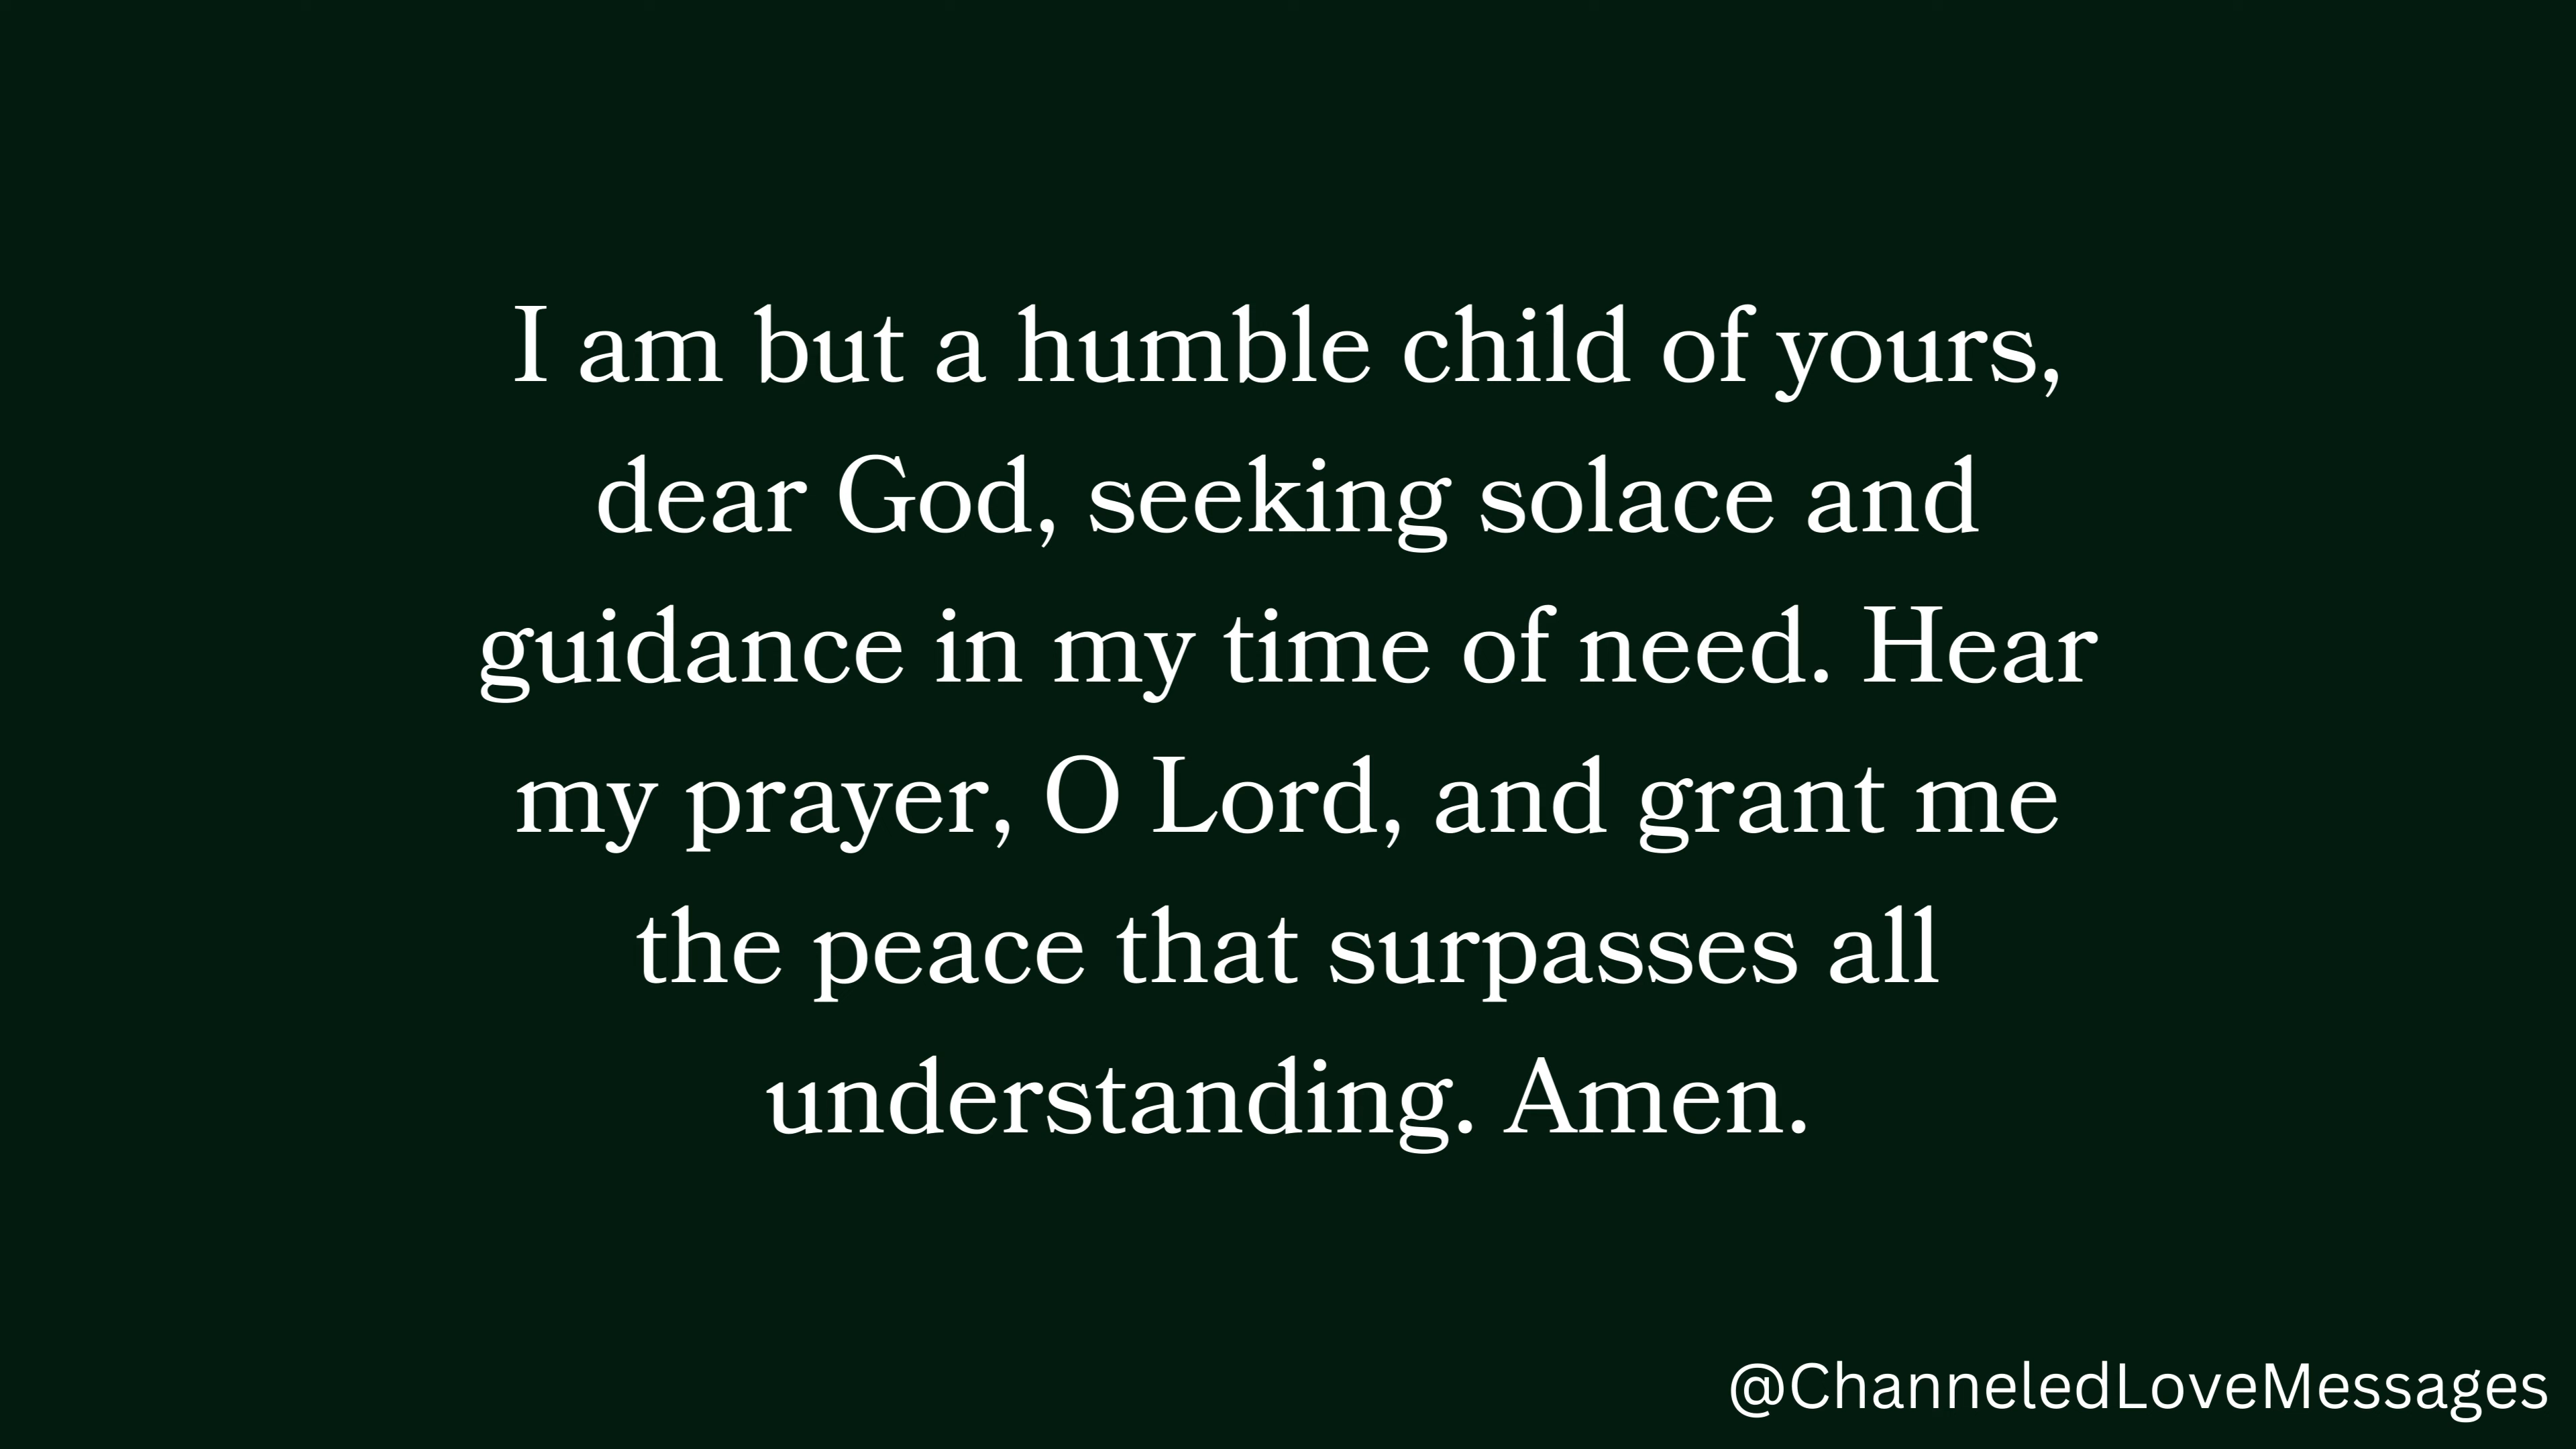 I am but a humble child of yours,
dear God, seeking solace and
guidance in my time of need. Hear
my prayer, O Lord, and grant me
the peace that surpasses all
understanding. Amen.
@ChanneledLoveMessages